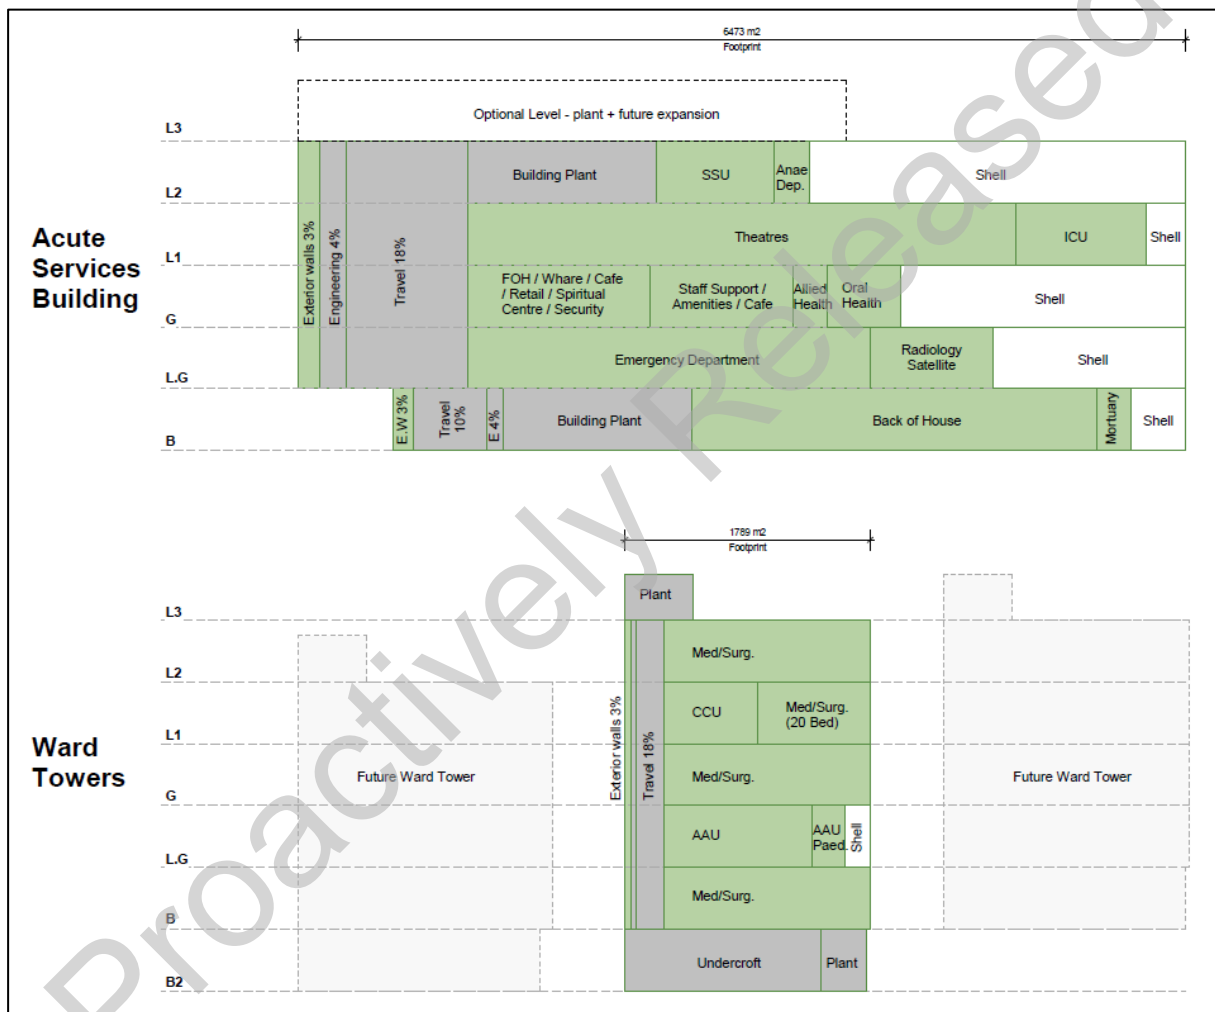 6473 m2
Footprint
Optional Level - plant + future expansion
L3
Building Plant
SSU
Anae
Dep.
Shell
L2
Acute
Services
Building
Exterior walls 3%
Engineering 4%
Travel 18%
Theatres
ICU
Shell
L1
FOH / Whare / Cafe
/ Retail / Spiritual
Centre / Security
Staff Support /
Amenities / Cafe
Allied
Health
Oral
Health
Shell
G
Emergency Department
Radiology
Satellite
Shell
L.G
E.W 3%
Travel
10%
E 4%
Building Plant
Back of House
Mortuary
Shell
B
1789 m2
Footprint
Plant
L3
Med/Surg.
L2
CCU
Med/Surg.
(20 Bed)
L1
Ward
Towers
Exterior walls 3%
Travel 18%
Future Ward Tower
Med/Surg.
Future Ward Tower
G
AAU
AAU
Paed.
Shell
L.G
Med/Surg.
B
Undercroft
Plant
B2
Proactively Released